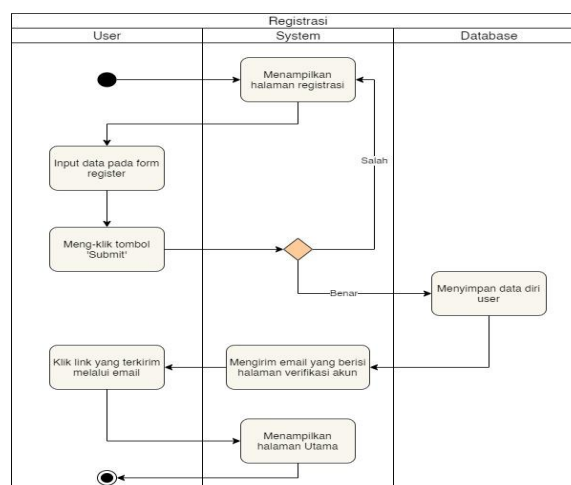 Registrasi
User
System
Database
Menampilkan
halaman registrasi
Input data pada form
register
Salah
Meng-klik tombol
'Submit'
Benar
Menyimpan data diri
user
Klik link yang terkirim
melalui email
Mengirim email yang berisi
halaman verifikasi akun
Menampilkan
halaman Utama